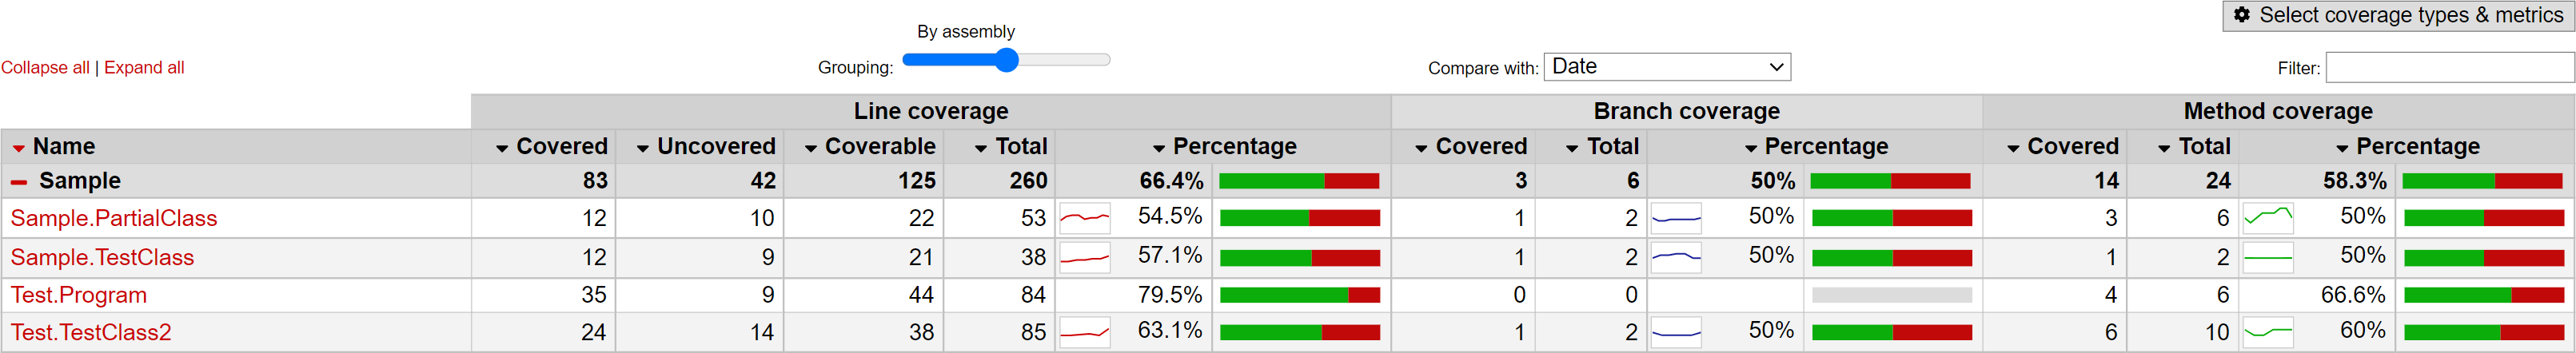 Select coverage types & metrics
By assembly
Collapse all | Expand all
Grouping:
Compare with: Date
Filter:
Line coverage Branch coverage Method coverage
Name Covered Uncovered Coverable Total Percentage Covered Total Percentage Covered Total Percentage
Sample 83 42 125 260 66.4% 3 6 50% 14 24 58.3%
Sample.PartialClass 12 10 22 53 54.5% 1 2 50% 3 6 50%
Sample.TestClass 12 9 21 38 57.1% 1 2 50% 1 2 50%
Test.Program 35 9 44 84 79.5% 0 0 4 6 66.6%
Test.TestClass2 24 14 38 85 63.1% 1 2 50% 6 10 60%